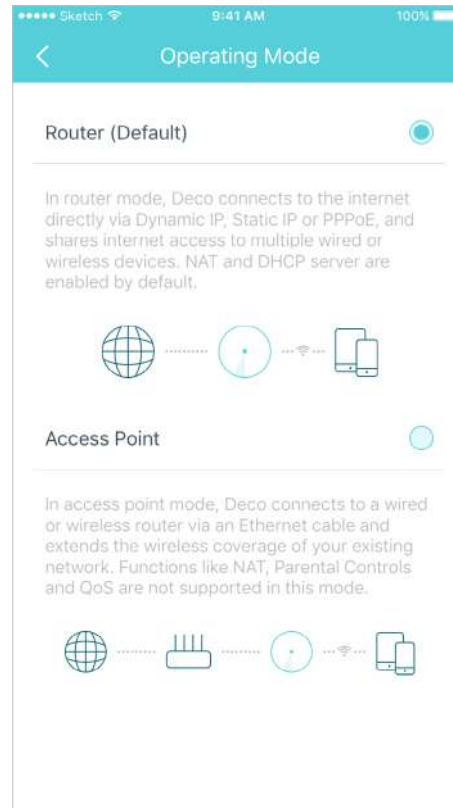 Sketch 9:41 AM 100%
Operating Mode
Router (Default)
In router mode, Deco connects to the internet
directly via Dynamic IP, Static IP or PPPoE, and
shares internet access to multiple wired or
wireless devices. NAT and DHCP server are
enabled by default.
Access Point
In access point mode, Deco connects to a wired
or wireless router via an Ethernet cable and
extends the wireless coverage of your existing
network. Functions like NAT, Parental Controls
and QoS are not supported in this mode.